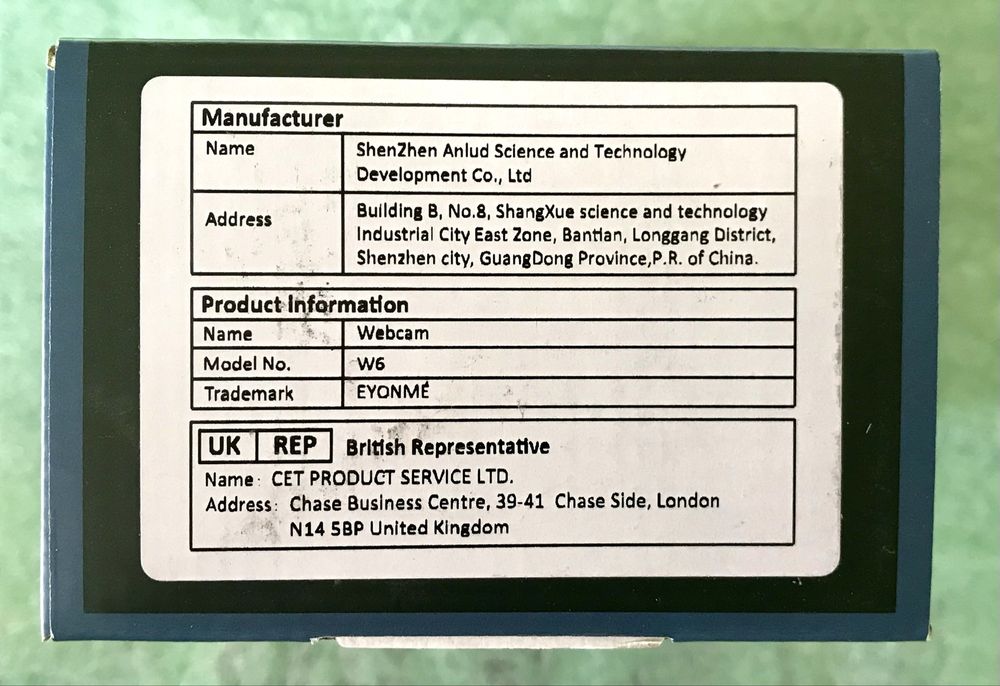 Manufacturer
Name ShenZhen Anlud Science and Technology
Development Co., Ltd
Address Building B, No.8, ShangXue science and technology
Industrial City East Zone, Bantian, Longgang District,
Shenzhen city, GuangDong Province,P.R. of China.
Product Information
Name Webcam
Model No. W6
Trademark EYONMÉ
UK REP British Representative
Name: CET PRODUCT SERVICE LTD.
Address: Chase Business Centre, 39-41 Chase Side, London
N14 5BP United Kingdom